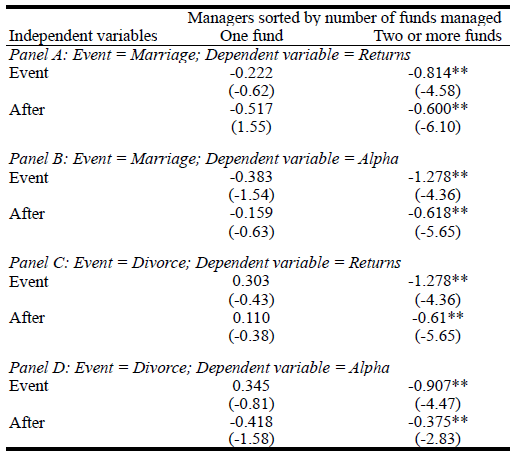 Managers sorted by number of funds managed
Independent variables One fund Two or more funds
Panel A: Event = Marriage; Dependent variable = Returns
Event -0.222 -0.814**
(-0.62) (-4.58)
After -0.517 -0.600**
(1.55) (-6.10)
Panel B: Event = Marriage; Dependent variable = Alpha
Event -0.383 -1.278**
(-1.54) (-4.36)
After -0.159 -0.618**
(-0.63) (-5.65)
Panel C: Event = Divorce; Dependent variable = Returns
Event 0.303 -1.278**
(-0.43) (-4.36)
After 0.110 -0.61**
(-0.38) (-5.65)
Panel D: Event = Divorce; Dependent variable = Alpha
Event 0.345 -0.907**
(-0.81) (-4.47)
After -0.418 -0.375**
(-1.58) (-2.83)